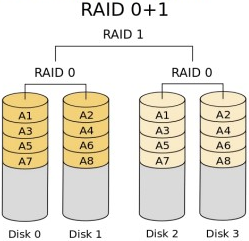 RAID 0+1
RAID 1
RAID 0 RAID 0
A1 A2 A1 A2
A3 A4 A3 A4
A5 A6 A5 A6
A7 A8 A7 A8
Disk 0 Disk 1 Disk 2 Disk 3